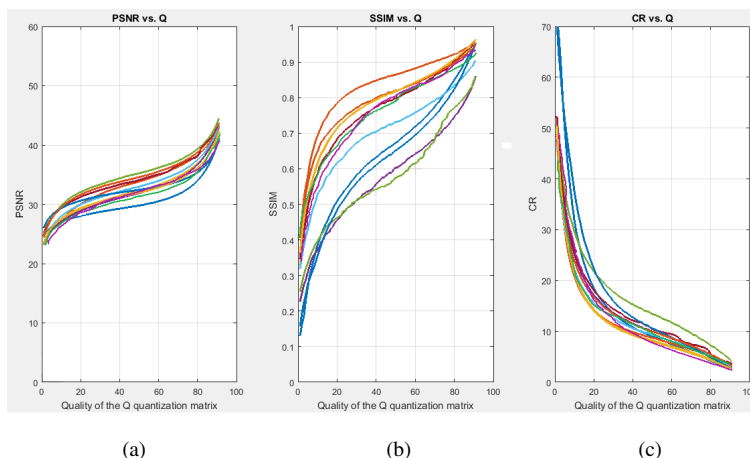 PSNR vs. Q
PSNR
60
50
40
30
20
10
0
0 20 40 60 80 100
Quality of the Q quantization matrix
(a)
SSIM vs. Q
SSIM
1
0.9
0.8
0.7
0.6
0.5
0.4
0.3
0.2
0.1
0
0 20 40 60 80 100
Quality of the Q quantization matrix
(b)
CR vs. Q
CR
70
60
50
40
30
20
10
0
0 20 40 60 80 100
Quality of the Q quantization matrix
(c)